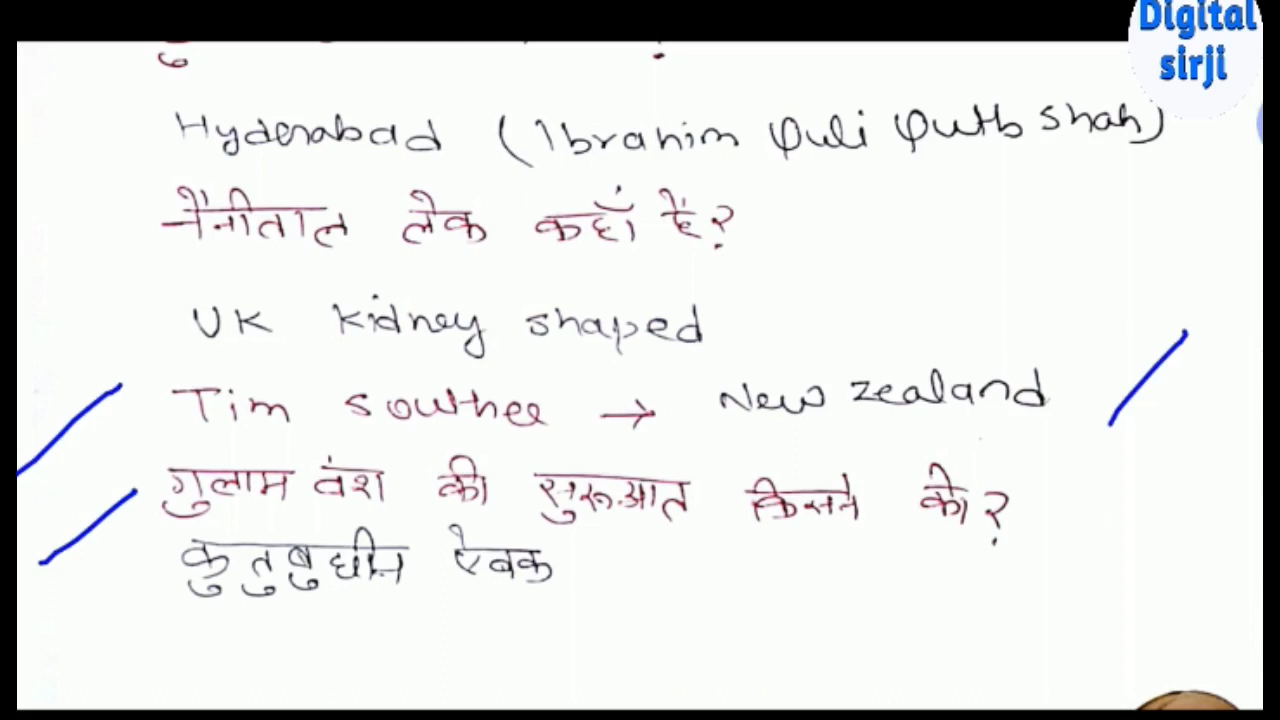 Digital
sirji
Hyderabad (Ibrahim Quli Qutb Shah)
नैनीताल लेक कहाँ है?
UK kidney shaped
Tim Southee → New zealand
गुलाम वंश की सुरूआत किसने की?
कुतुबुद्दीन ऐबक